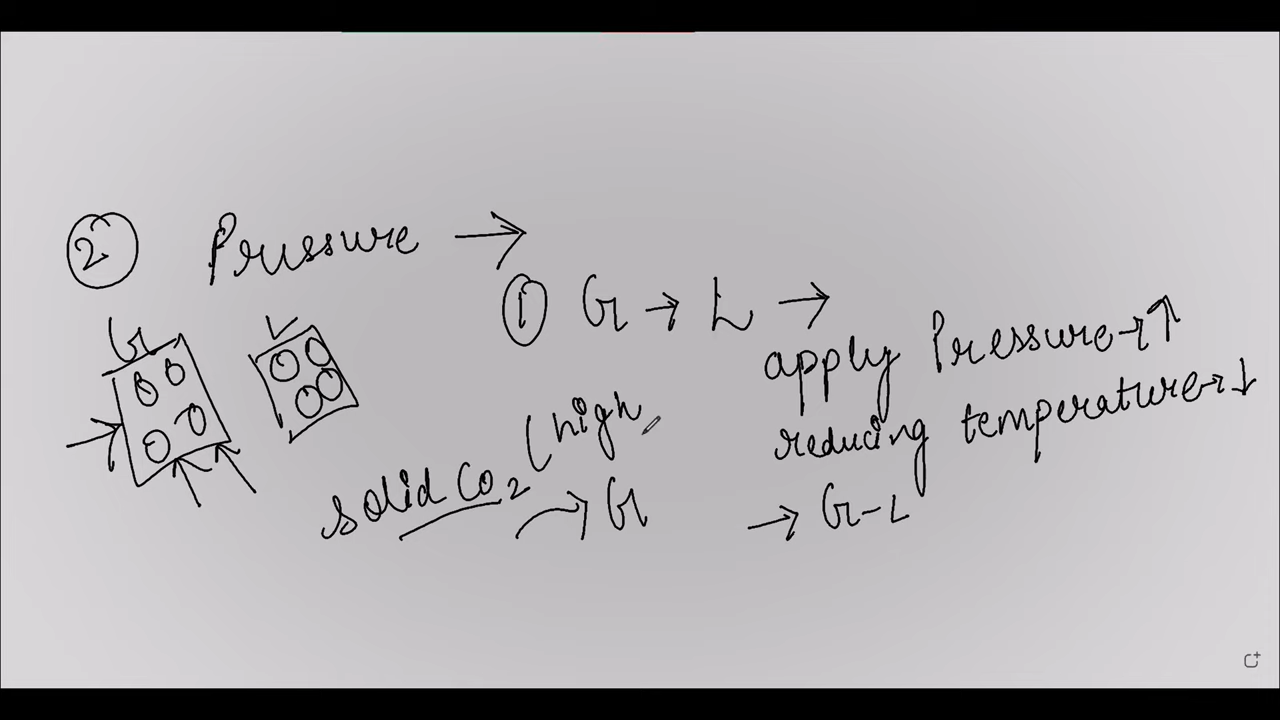 2 Pressure →
① G → L →
apply Pressure → ↑
reducing temperature → ↓
G L
solid CO2 (high
→ G → G-L